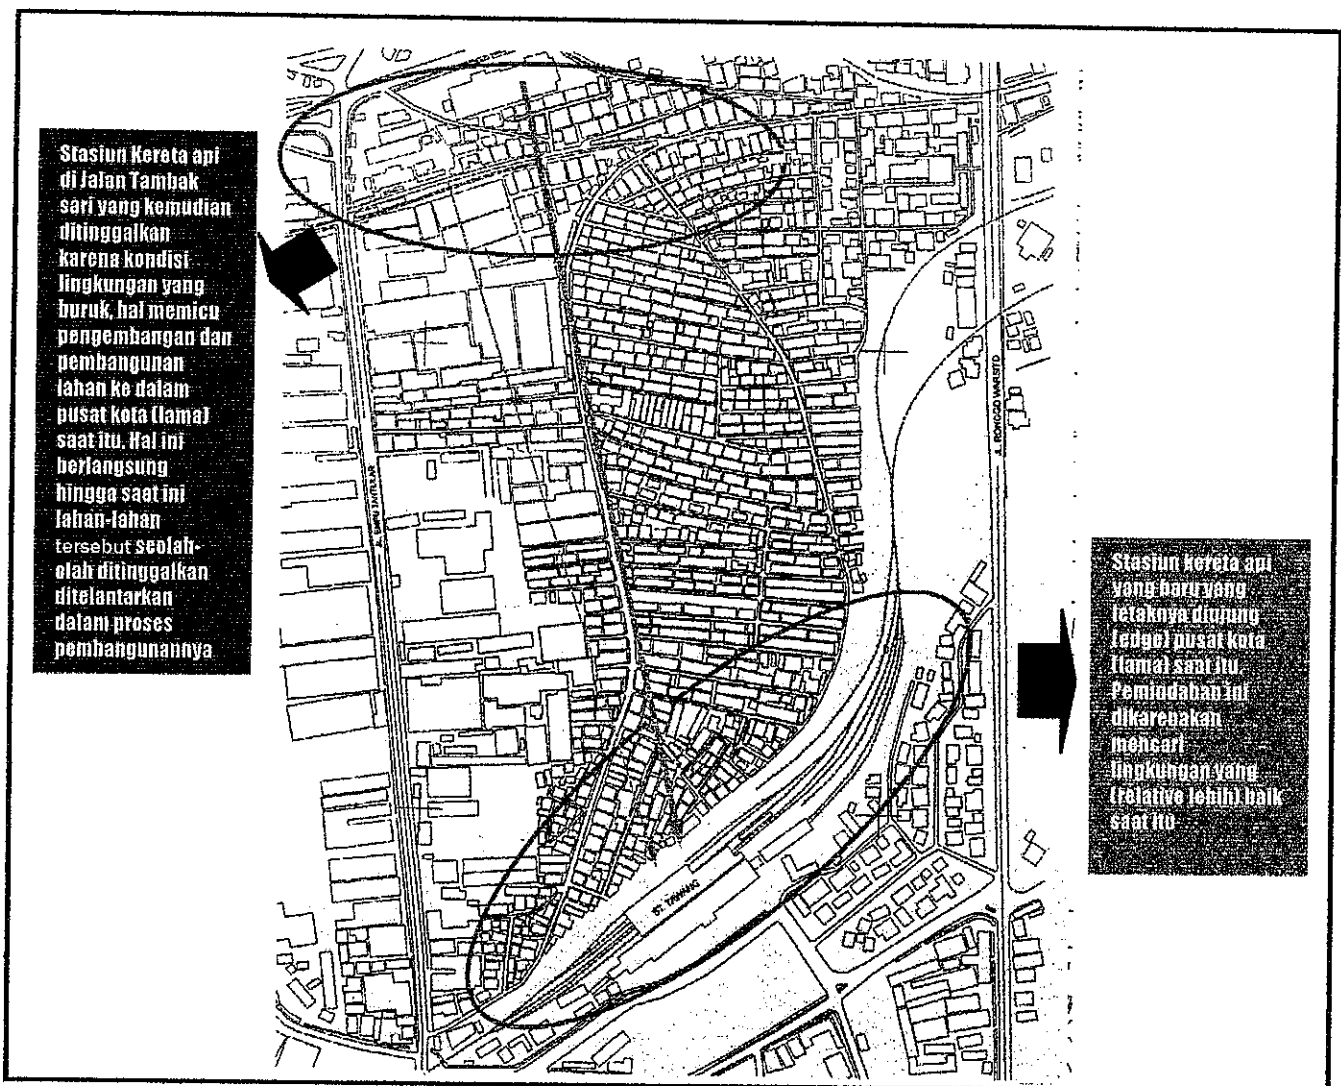 Stasiun Kereta api
di Jalan Tambak
sari yang kemudian
ditinggalkan
karena kondisi
lingkungan yang
buruk, hal memicu
pengembangan dan
pembangunan
lahan ke dalam
pusat kota (lama)
saat itu. Hal ini
berlangsung
hingga saat ini
lahan-lahan
tersebut seolah-
olah ditinggalkan
ditelantarkan
dalam proses
pembangunannya
JL. RONGGO WARSITO
ST. TAWANG
Stasiun kereta api
yang baru yang
letaknya diujung
(edge) pusat kota
(lama) saat itu
Pemindahan ini
dikarenakan
mencari
lingkungan yang
(relative lebih) baik
saat itu